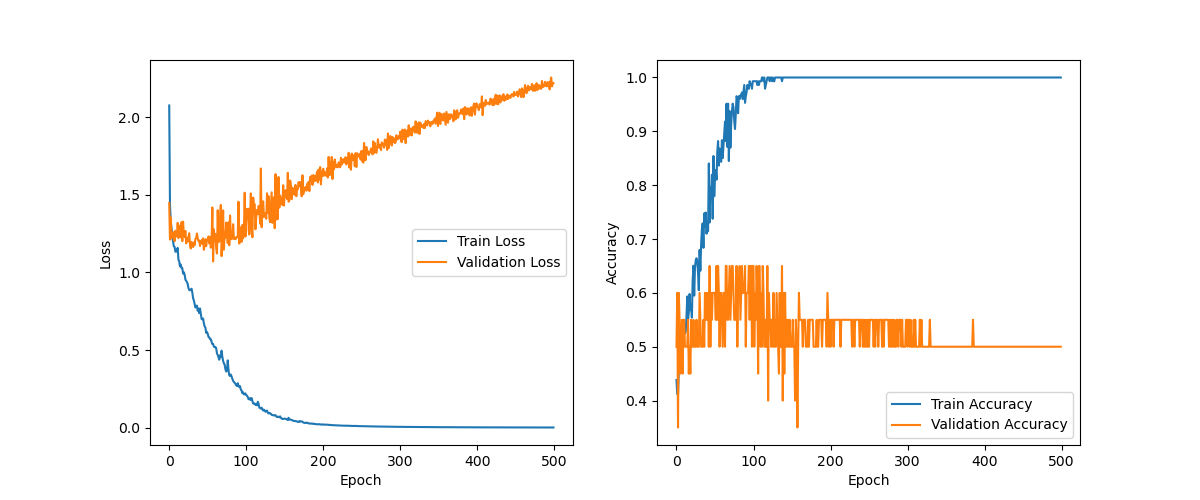 2.0
1.5
1.0
0.5
0.0
Loss
0 100 200 300 400 500
Epoch
Train Loss
Validation Loss
1.0
0.9
0.8
0.7
0.6
0.5
0.4
Accuracy
0 100 200 300 400 500
Epoch
Train Accuracy
Validation Accuracy